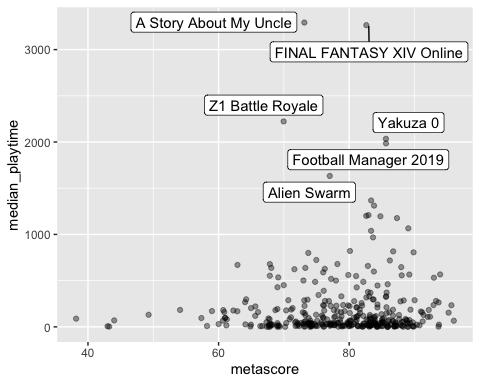 A Story About My Uncle
3000
FINAL FANTASY XIV Online
Z1 Battle Royale
Yakuza 0
2000
Football Manager 2019
Alien Swarm
1000
0
median_playtime
40
60
80
metascore